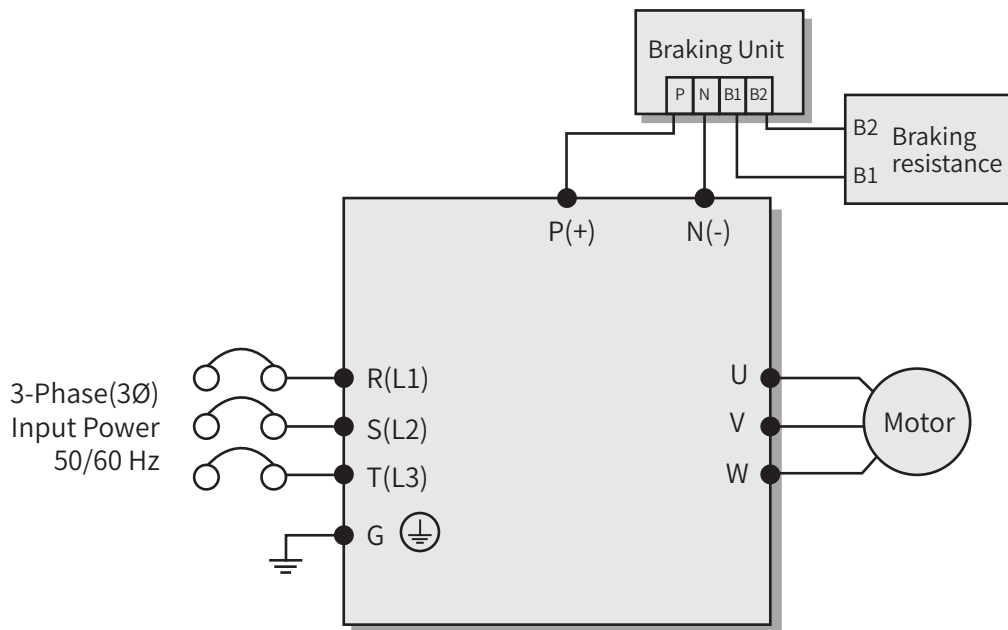 Braking Unit
P N B1 B2
B2
Braking
resistance
B1
P(+) N(-)
3-Phase(3Ø)
Input Power
50/60 Hz
R(L1)
S(L2)
T(L3)
G
U
V
W
Motor